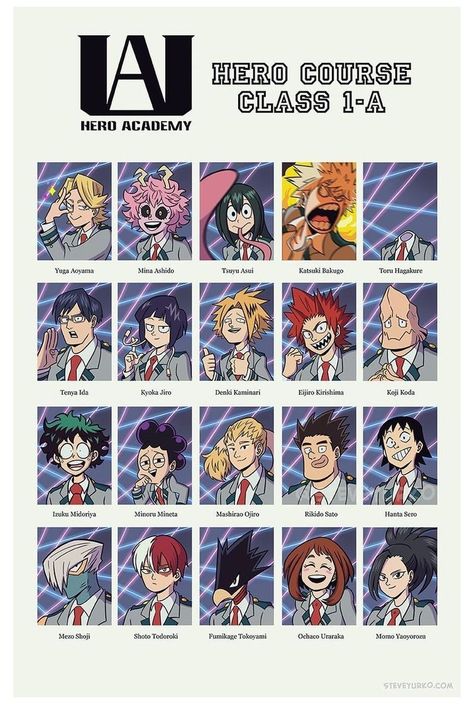 UA
HERO ACADEMY
HERO COURSE
CLASS 1-A
Yuga Aoyama
Mina Ashido
Tsuyu Asui
Katsuki Bakugo
Toru Hagakure
Tenya Ida
Kyoka Jiro
Denki Kaminari
Eijiro Kirishima
Koji Koda
Izuku Midoriya
Minoru Mineta
Mashirao Ojiro
Rikido Sato
Hanta Sero
STEVEYURKO
Mezo Shoji
Shoto Todoroki
Fumikage Tokoyami
Ochaco Uraraka
Momo Yaoyorozu
STEVEYURKO.COM